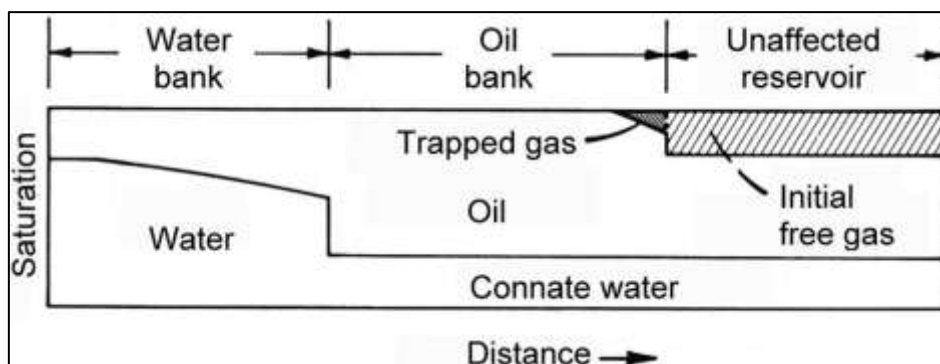 Water
bank
Oil
bank
Unaffected
reservoir
Trapped gas
Saturation
Oil
Initial
free gas
Water
Connate water
Distance